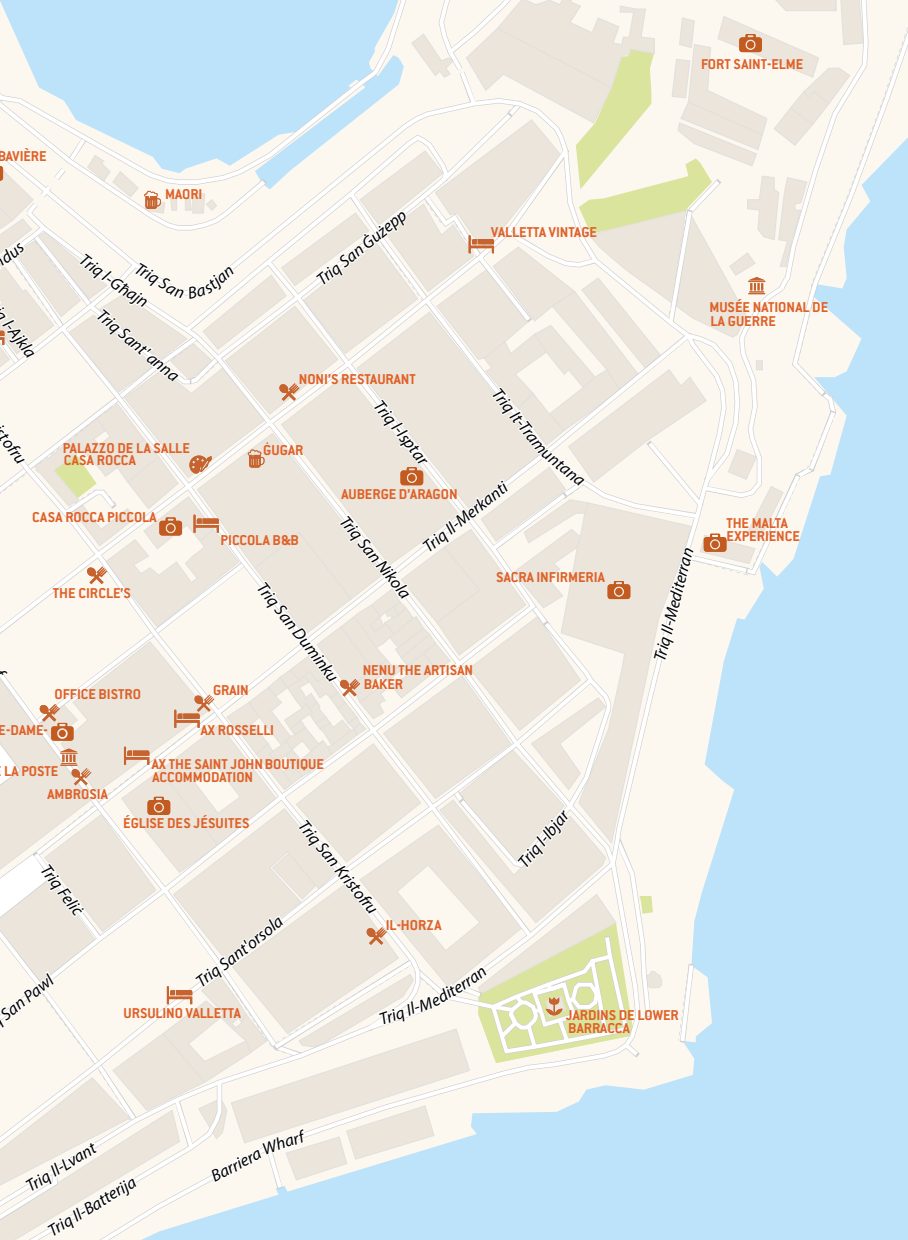 FORT SAINT-ELME
BAVIÈRE
MAORI
VALLETTA VINTAGE
Triq San Ġużepp
Triq San Bastjan
Triq l-Għajn
MUSÉE NATIONAL DE
LA GUERRE
Triq Sant' anna
NONI'S RESTAURANT
Triq l-Isptar
Triq It-Tramuntana
PALAZZO DE LA SALLE
CASA ROCCA
ĠUGAR
AUBERGE D'ARAGON
CASA ROCCA PICCOLA
PICCOLA B&B
Triq Il-Merkanti
THE MALTA
EXPERIENCE
Triq San Nikola
SACRA INFIRMERIA
THE CIRCLE'S
Triq San Duminku
Triq Il-Mediterran
NENU THE ARTISAN
BAKER
OFFICE BISTRO
GRAIN
E-DAME-
AX ROSSELLI
LA POSTE
AX THE SAINT JOHN BOUTIQUE
ACCOMMODATION
AMBROSIA
ÉGLISE DES JÉSUITES
Triq San Kristofru
Triq l-Ibjar
Triq Felić
IL-HORZA
Triq Sant'orsola
San Pawl
Triq Il-Mediterran
URSULINO VALLETTA
JARDINS DE LOWER
BARRACCA
Triq Il-Lvant
Barriera Wharf
Triq Il-Batterija